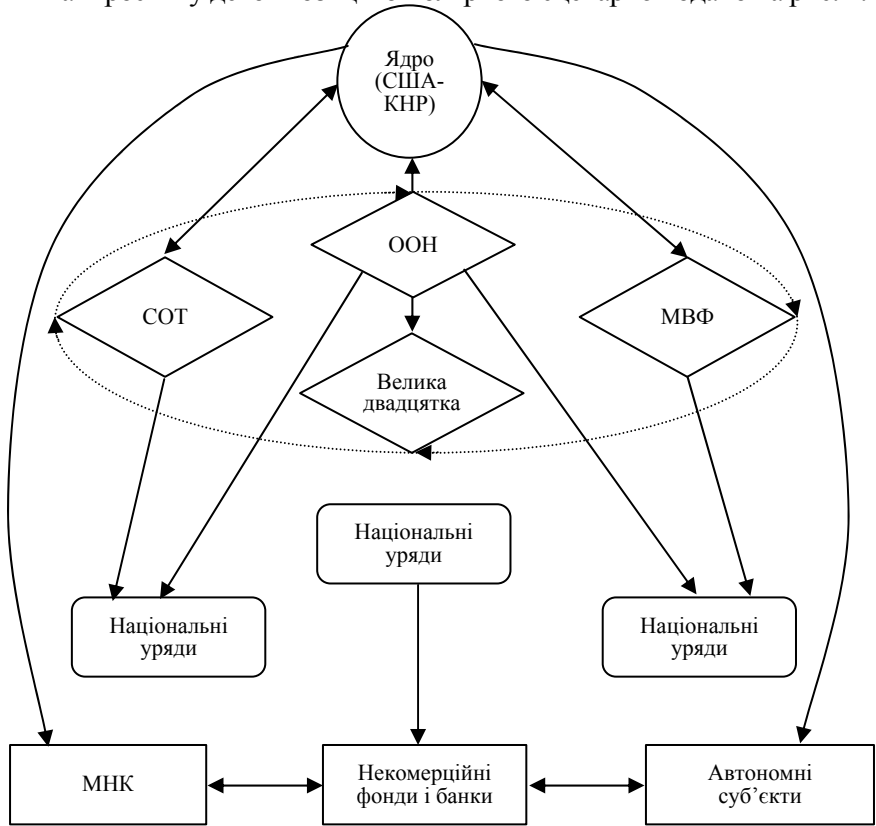 Ядро
(США-
КНР)
ООН
СОТ
МВФ
Велика
двадцятка
Національні
уряди
Національні
уряди
Національні
уряди
МНК
Некомерційні
фонди і банки
Автономні
суб’єкти